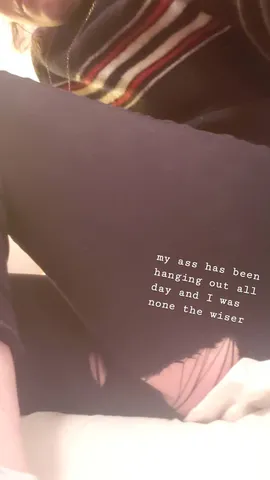 my ass has been
hanging out all
day and I was
none the wiser